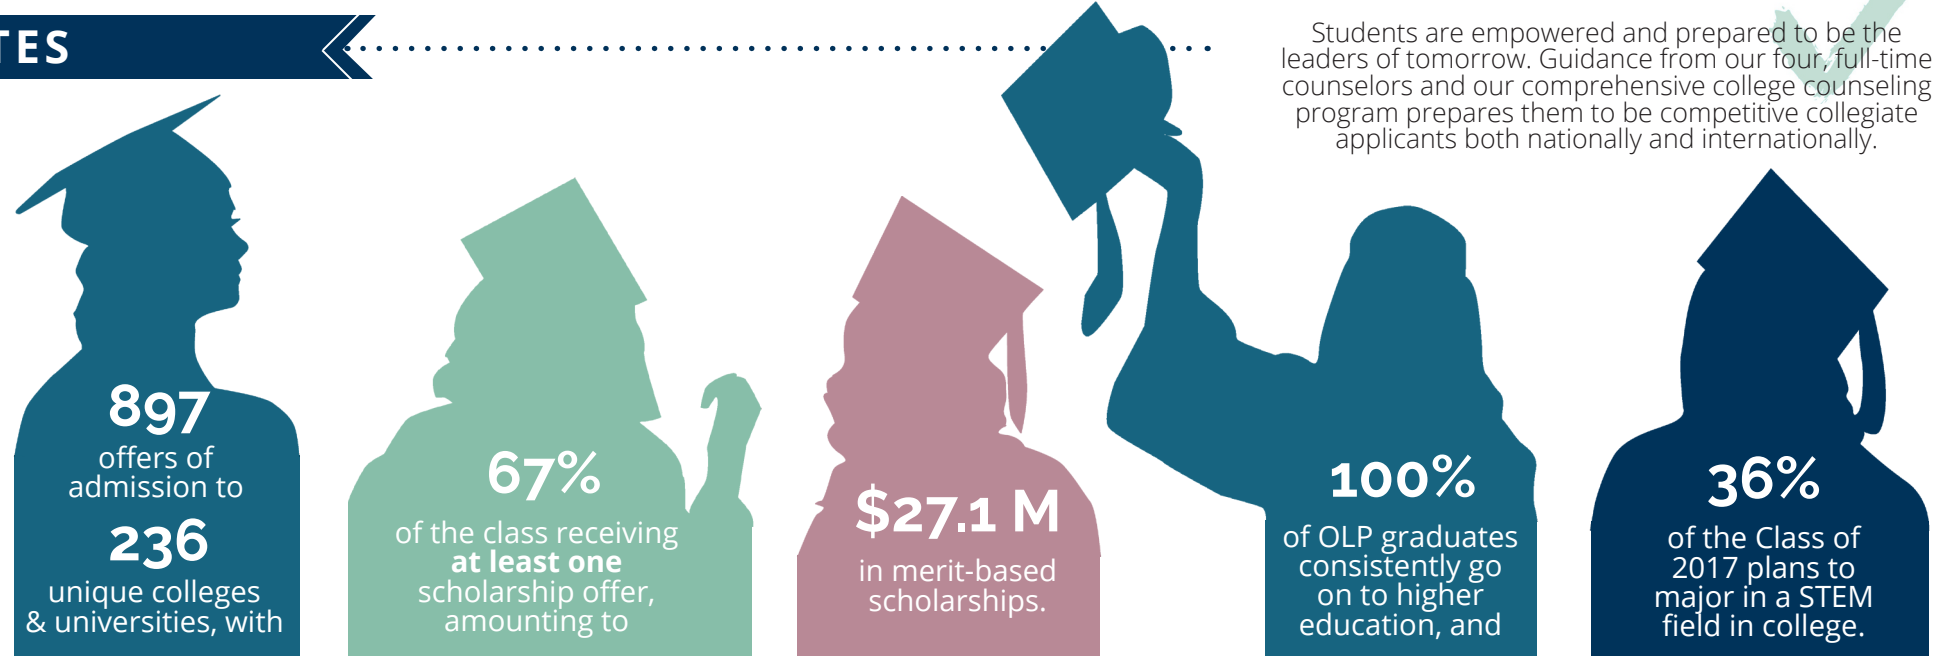 TES
Students are empowered and prepared to be the
leaders of tomorrow. Guidance from our four, full-time
counselors and our comprehensive college counseling
program prepares them to be competitive collegiate
applicants both nationally and internationally.
897
offers of
admission to
236
unique colleges
& universities, with
67%
of the class receiving
at least one
scholarship offer,
amounting to
$27.1 M
in merit-based
scholarships.
100%
of OLP graduates
consistently go
on to higher
education, and
36%
of the Class of
2017 plans to
major in a STEM
field in college.